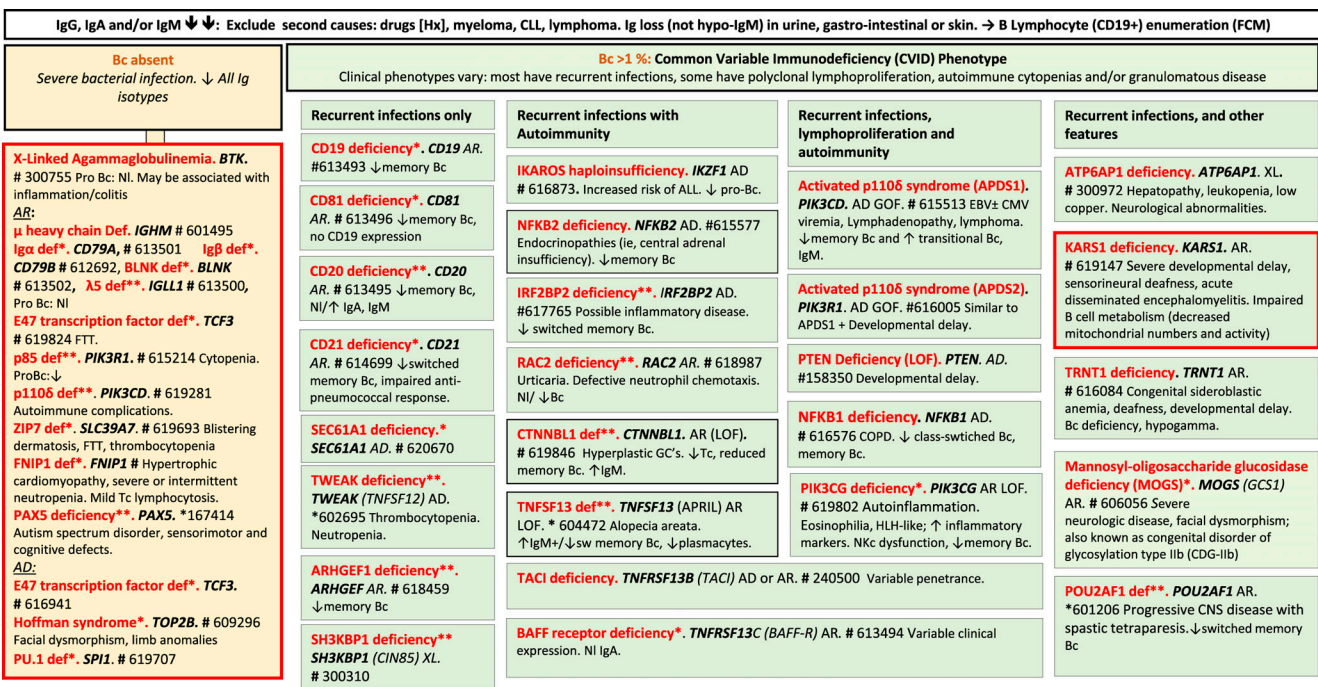 IgG, IgA and/or IgM 🡇 🡇: Exclude second causes: drugs [Hx], myeloma, CLL, lymphoma. Ig loss (not hypo-IgM) in urine, gastro-intestinal or skin. → B Lymphocyte (CD19+) enumeration (FCM)
Bc absent
Severe bacterial infection. ↓ All Ig
isotypes
Bc >1 %: Common Variable Immunodeficiency (CVID) Phenotype
Clinical phenotypes vary: most have recurrent infections, some have polyclonal lymphoproliferation, autoimmune cytopenias and/or granulomatous disease
X-Linked Agammaglobulinemia. BTK.
# 300755 Pro Bc: Nl. May be associated with
inflammation/colitis
AR:
μ heavy chain Def. IGHM # 601495
Igα def*. CD79A, # 613501 Igβ def*.
CD79B # 612692, BLNK def*. BLNK
# 613502, λ5 def**. IGLL1 # 613500,
Pro Bc: Nl
E47 transcription factor def*. TCF3
# 619824 FTT.
p85 def**. PIK3R1. # 615214 Cytopenia.
ProBc:↓
p110δ def**. PIK3CD. # 619281
Autoimmune complications.
ZIP7 def*. SLC39A7. # 619693 Blistering
dermatosis, FTT, thrombocytopenia
FNIP1 def*. FNIP1 # Hypertrophic
cardiomyopathy, severe or intermittent
neutropenia. Mild Tc lymphocytosis.
PAX5 deficiency**. PAX5. *167414
Autism spectrum disorder, sensorimotor and
cognitive defects.
AD:
E47 transcription factor def*. TCF3.
# 616941
Hoffman syndrome*. TOP2B. # 609296
Facial dysmorphism, limb anomalies
PU.1 def*. SPI1. # 619707
Recurrent infections only
CD19 deficiency*. CD19 AR.
#613493 ↓memory Bc
CD81 deficiency*. CD81
AR. # 613496 ↓memory Bc,
no CD19 expression
CD20 deficiency**. CD20
AR. # 613495 ↓memory Bc,
Nl/↑ IgA, IgM
CD21 deficiency*. CD21
AR. # 614699 ↓switched
memory Bc, impaired anti-
pneumococcal response.
SEC61A1 deficiency.*
SEC61A1 AD. # 620670
TWEAK deficiency**.
TWEAK (TNFSF12) AD.
*602695 Thrombocytopenia.
Neutropenia.
ARHGEF1 deficiency**.
ARHGEF AR. # 618459
↓memory Bc
SH3KBP1 deficiency**
SH3KBP1 (CIN85) XL.
# 300310
Recurrent infections with
Autoimmunity
IKAROS haploinsufficiency. IKZF1 AD
# 616873. Increased risk of ALL. ↓ pro-Bc.
NFKB2 deficiency. NFKB2 AD. #615577
Endocrinopathies (ie, central adrenal
insufficiency). ↓memory Bc
IRF2BP2 deficiency**. IRF2BP2 AD.
#617765 Possible inflammatory disease.
↓ switched memory Bc.
RAC2 deficiency**. RAC2 AR. # 618987
Urticaria. Defective neutrophil chemotaxis.
Nl/ ↓Bc
CTNNBL1 def**. CTNNBL1. AR (LOF).
# 619846 Hyperplastic GC's. ↓Tc, reduced
memory Bc. ↑IgM.
TNFSF13 def**. TNFSF13 (APRIL) AR
LOF. * 604472 Alopecia areata.
↑IgM+/↓sw memory Bc, ↓plasmacytes.
Recurrent infections,
lymphoproliferation and
autoimmunity
Activated p110δ syndrome (APDS1).
PIK3CD. AD GOF. # 615513 EBV± CMV
viremia, Lymphadenopathy, lymphoma.
↓memory Bc and ↑ transitional Bc,
IgM.
Activated p110δ syndrome (APDS2).
PIK3R1. AD GOF. #616005 Similar to
APDS1 + Developmental delay.
PTEN Deficiency (LOF). PTEN. AD.
#158350 Developmental delay.
NFKB1 deficiency. NFKB1 AD.
# 616576 COPD. ↓ class-swtiched Bc,
memory Bc.
PIK3CG deficiency*. PIK3CG AR LOF.
# 619802 Autoinflammation.
Eosinophilia, HLH-like; ↑ inflammatory
markers. NKc dysfunction, ↓memory Bc.
TACI deficiency. TNFRSF13B (TACI) AD or AR. # 240500 Variable penetrance.
BAFF receptor deficiency*. TNFRSF13C (BAFF-R) AR. # 613494 Variable clinical
expression. Nl IgA.
Recurrent infections, and other
features
ATP6AP1 deficiency. ATP6AP1. XL.
# 300972 Hepatopathy, leukopenia, low
copper. Neurological abnormalities.
KARS1 deficiency. KARS1. AR.
# 619147 Severe developmental delay,
sensorineural deafness, acute
disseminated encephalomyelitis. Impaired
B cell metabolism (decreased
mitochondrial numbers and activity)
TRNT1 deficiency. TRNT1 AR.
# 616084 Congenital sideroblastic
anemia, deafness, developmental delay.
Bc deficiency, hypogamma.
Mannosyl-oligosaccharide glucosidase
deficiency (MOGS)*. MOGS (GCS1)
AR. # 606056 Severe
neurologic disease, facial dysmorphism;
also known as congenital disorder of
glycosylation type IIb (CDG-IIb)
POU2AF1 def**. POU2AF1 AR.
*601206 Progressive CNS disease with
spastic tetraparesis.↓switched memory
Bc